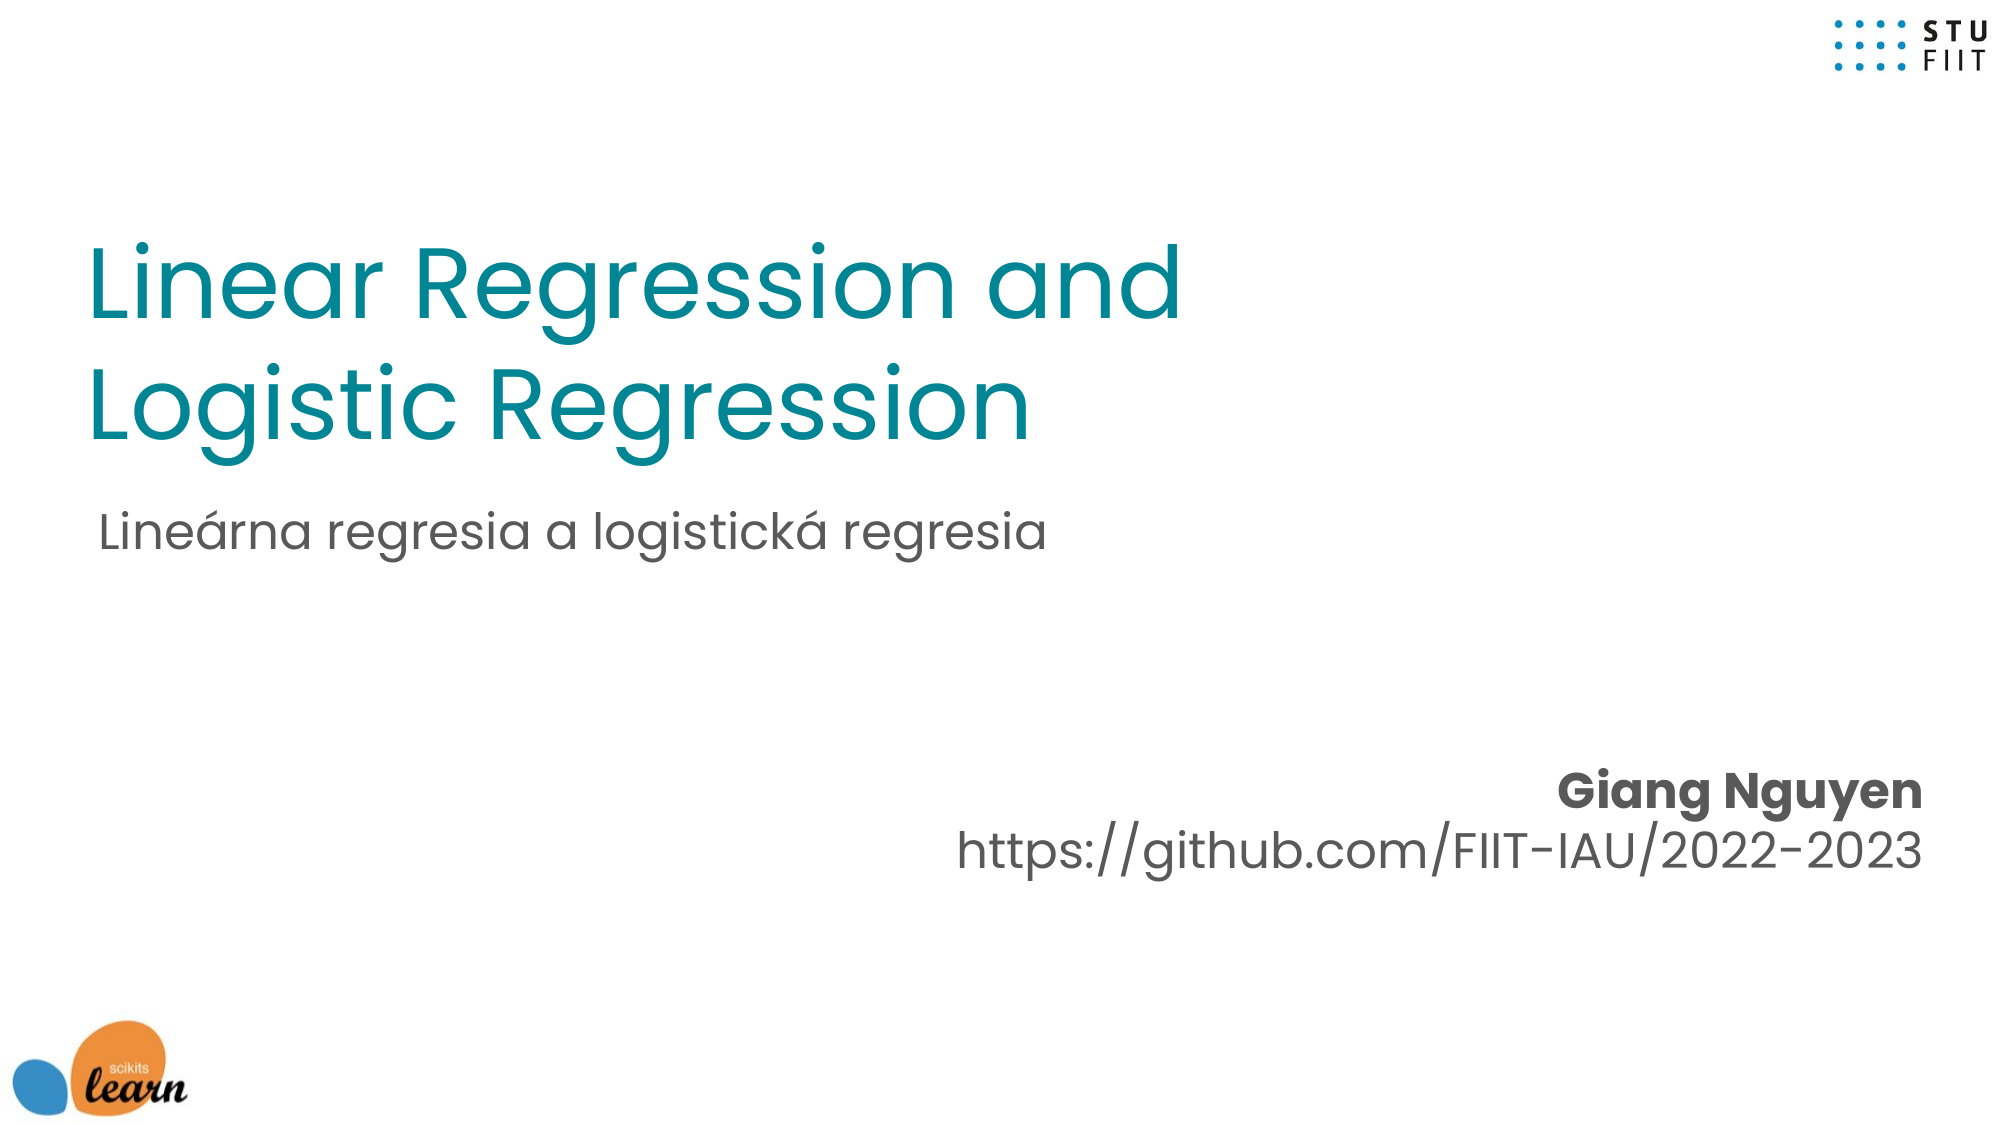 STU
FIIT
Linear Regression and
Logistic Regression
Lineárna regresia a logistická regresia
Giang Nguyen
https://github.com/FIIT-IAU/2022-2023
scikits
learn